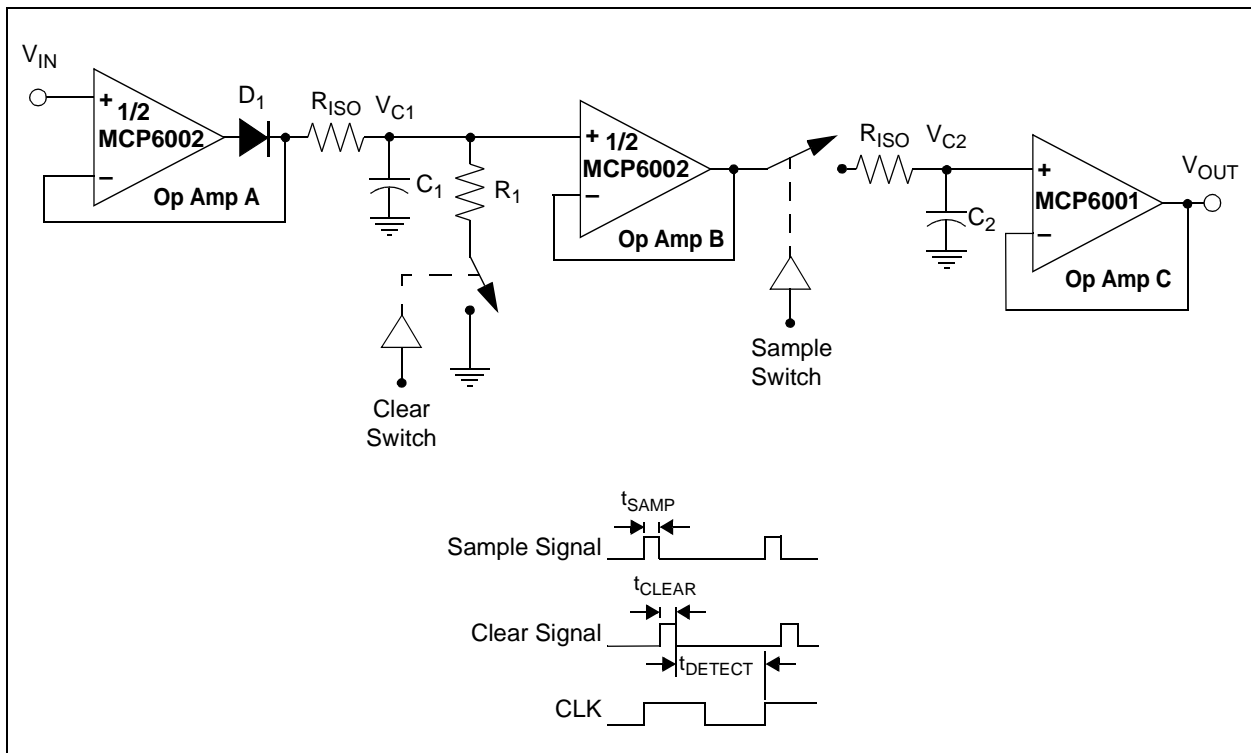 V_IN
+
–
1/2
MCP6002
Op Amp A
D_1
R_ISO
V_C1
C_1
R_1
Clear
Switch
+
–
1/2
MCP6002
Op Amp B
Sample
Switch
R_ISO
V_C2
C_2
+
–
MCP6001
Op Amp C
V_OUT
t_SAMP
Sample Signal
t_CLEAR
Clear Signal
t_DETECT
CLK